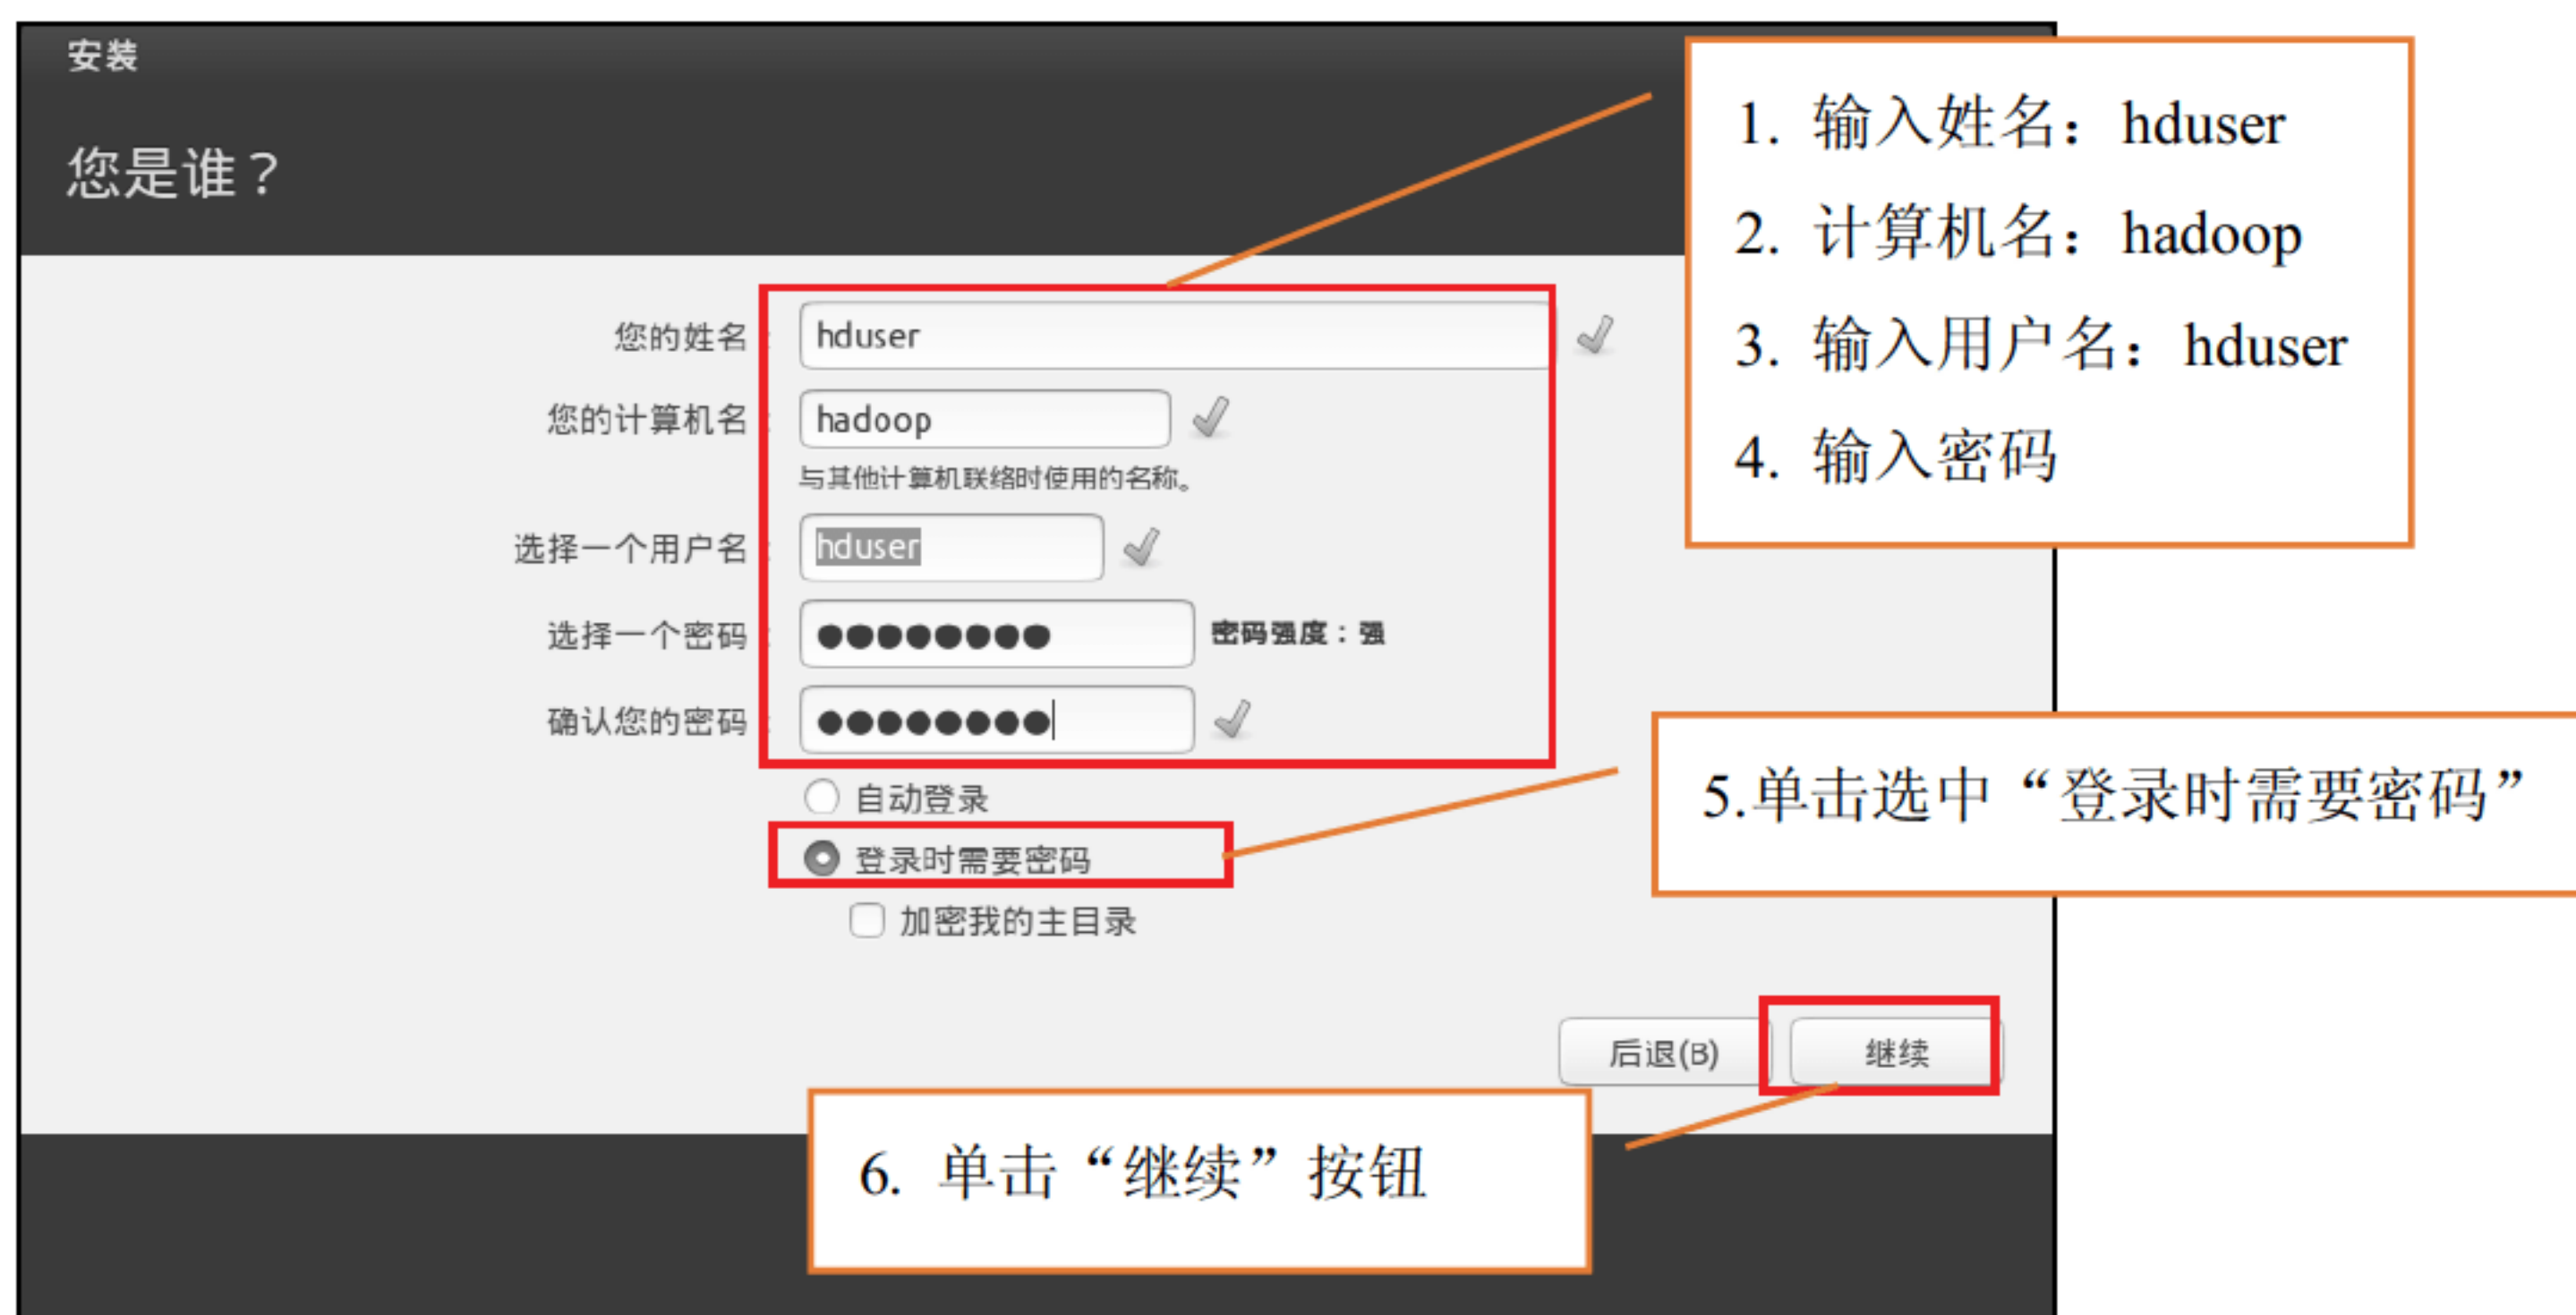 安装
您是谁？
您的姓名：
hduser
您的计算机名：
hadoop
与其他计算机联络时使用的名称。
选择一个用户名：
hduser
选择一个密码：
●●●●●●●●
密码强度：强
确认您的密码：
●●●●●●●●
自动登录
登录时需要密码
加密我的主目录
后退(B)
继续
1. 输入姓名：hduser
2. 计算机名：hadoop
3. 输入用户名：hduser
4. 输入密码
5.单击选中“登录时需要密码”
6. 单击“继续”按钮